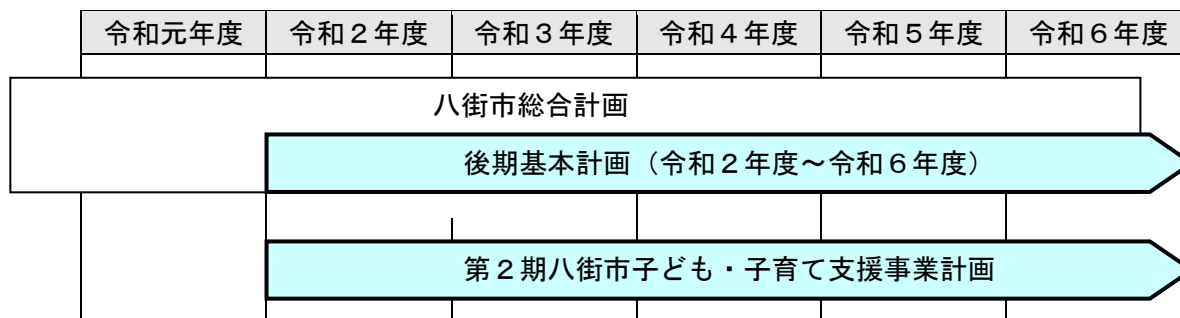 令和元年度 令和２年度 令和３年度 令和４年度 令和５年度 令和６年度
八街市総合計画
後期基本計画（令和２年度～令和６年度）
第２期八街市子ども・子育て支援事業計画